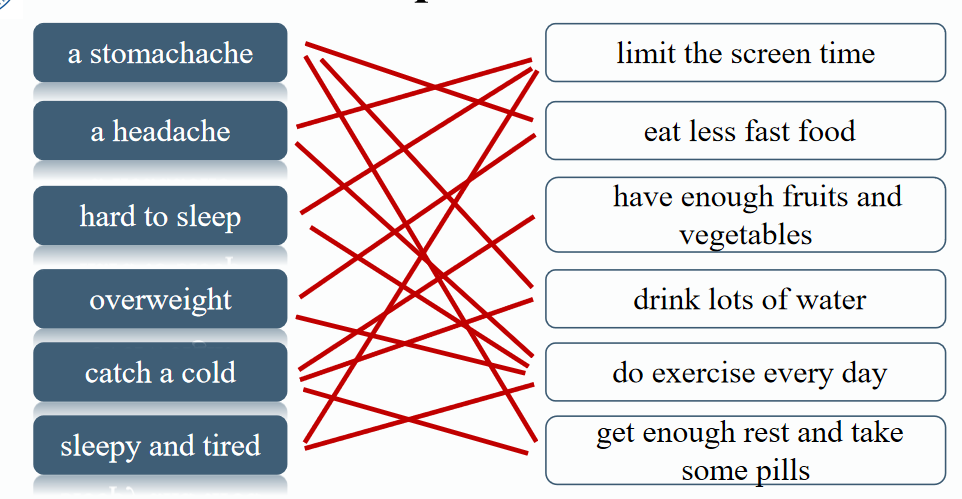 a stomachache
limit the screen time
a headache
eat less fast food
hard to sleep
have enough fruits and
vegetables
overweight
drink lots of water
catch a cold
do exercise every day
sleepy and tired
get enough rest and take
some pills